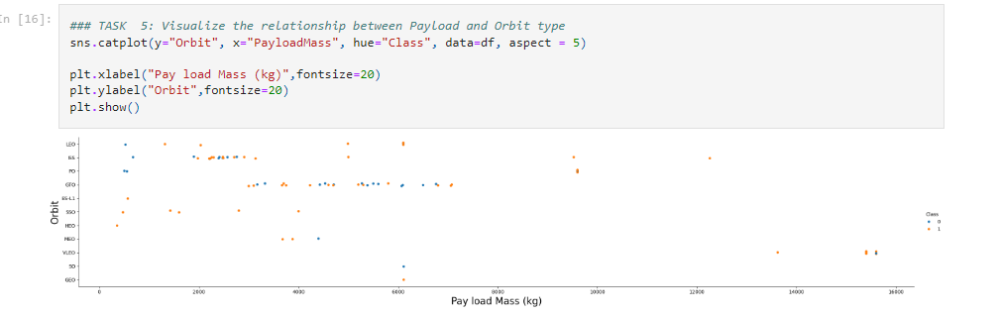 In [16]:
### TASK  5: Visualize the relationship between Payload and Orbit type
sns.catplot(y="Orbit", x="PayloadMass", hue="Class", data=df, aspect = 5)
plt.xlabel("Pay load Mass (kg)",fontsize=20)
plt.ylabel("Orbit",fontsize=20)
plt.show()
LEO
ISS
PO
GTO
ES-L1
SSO
HEO
MEO
VLEO
SO
GEO
Orbit
Class
0
1
0 2000 4000 6000 8000 10000 12000 14000 16000
Pay load Mass (kg)